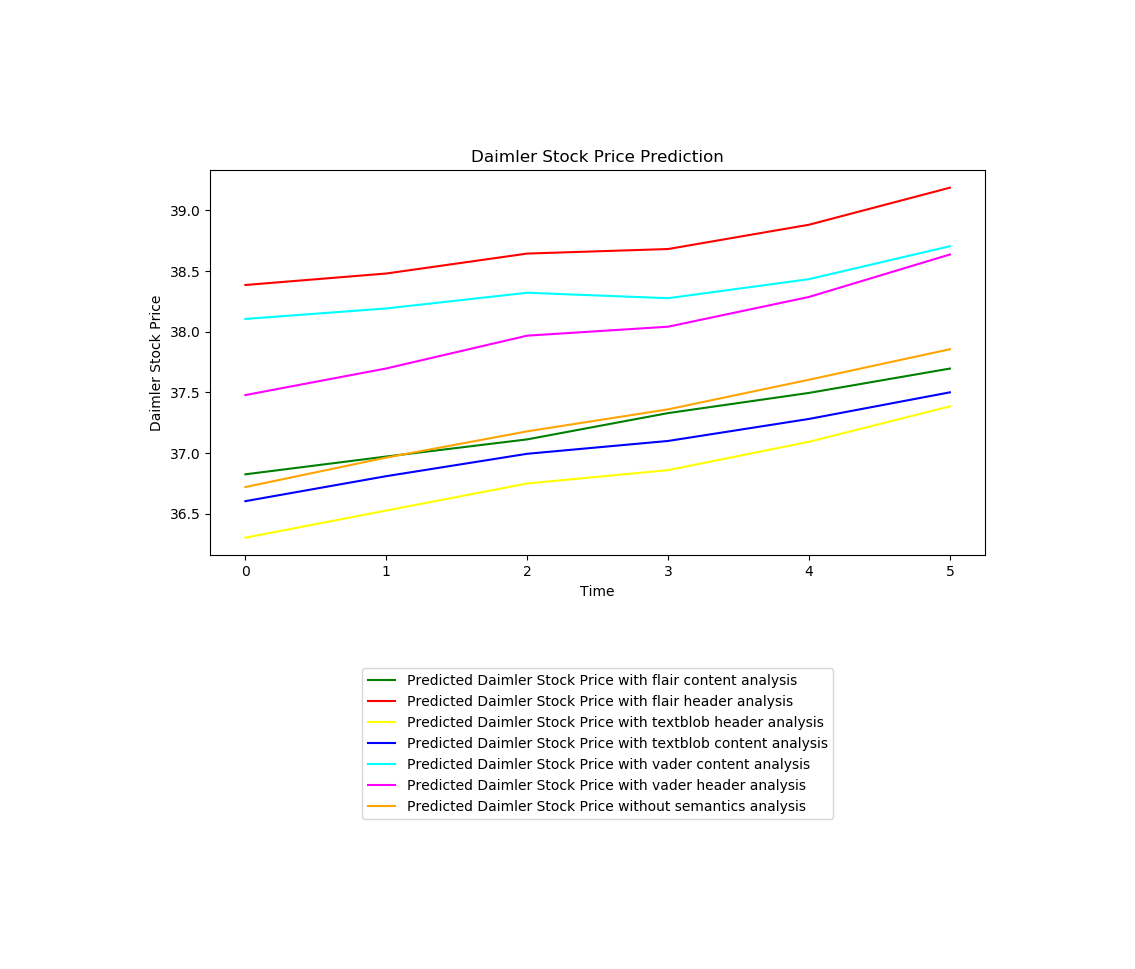 Daimler Stock Price Prediction
39.0
38.5
38.0
37.5
37.0
36.5
Daimler Stock Price
0 1 2 3 4 5
Time
Predicted Daimler Stock Price with flair content analysis
Predicted Daimler Stock Price with flair header analysis
Predicted Daimler Stock Price with textblob header analysis
Predicted Daimler Stock Price with textblob content analysis
Predicted Daimler Stock Price with vader content analysis
Predicted Daimler Stock Price with vader header analysis
Predicted Daimler Stock Price without semantics analysis